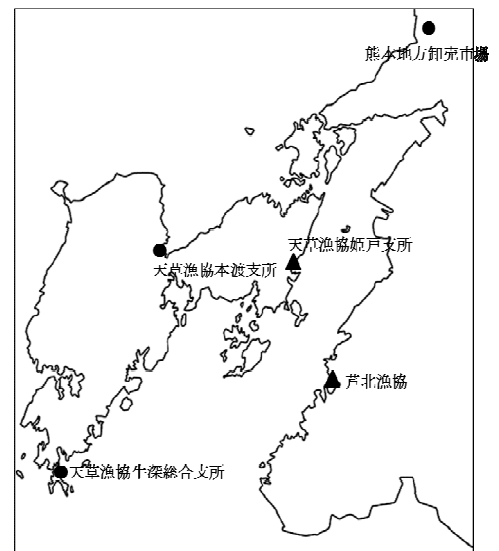 熊本地方卸売市場
天草漁協姫戸支所
天草漁協本渡支所
芦北漁協
天草漁協牛深総合支所